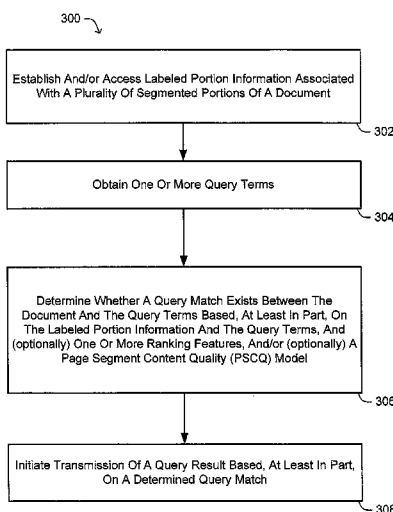 300
Establish And/or Access Labeled Portion Information Associated
With A Plurality Of Segmented Portions Of A Document
302
Obtain One Or More Query Terms
304
Determine Whether A Query Match Exists Between The
Document And The Query Terms Based, At Least In Part, On
The Labeled Portion Information And The Query Terms, And
(optionally) One Or More Ranking Features, And/or (optionally) A
Page Segment Content Quality (PSCQ) Model
306
Initiate Transmission Of A Query Result Based, At Least In Part,
On A Determined Query Match
308